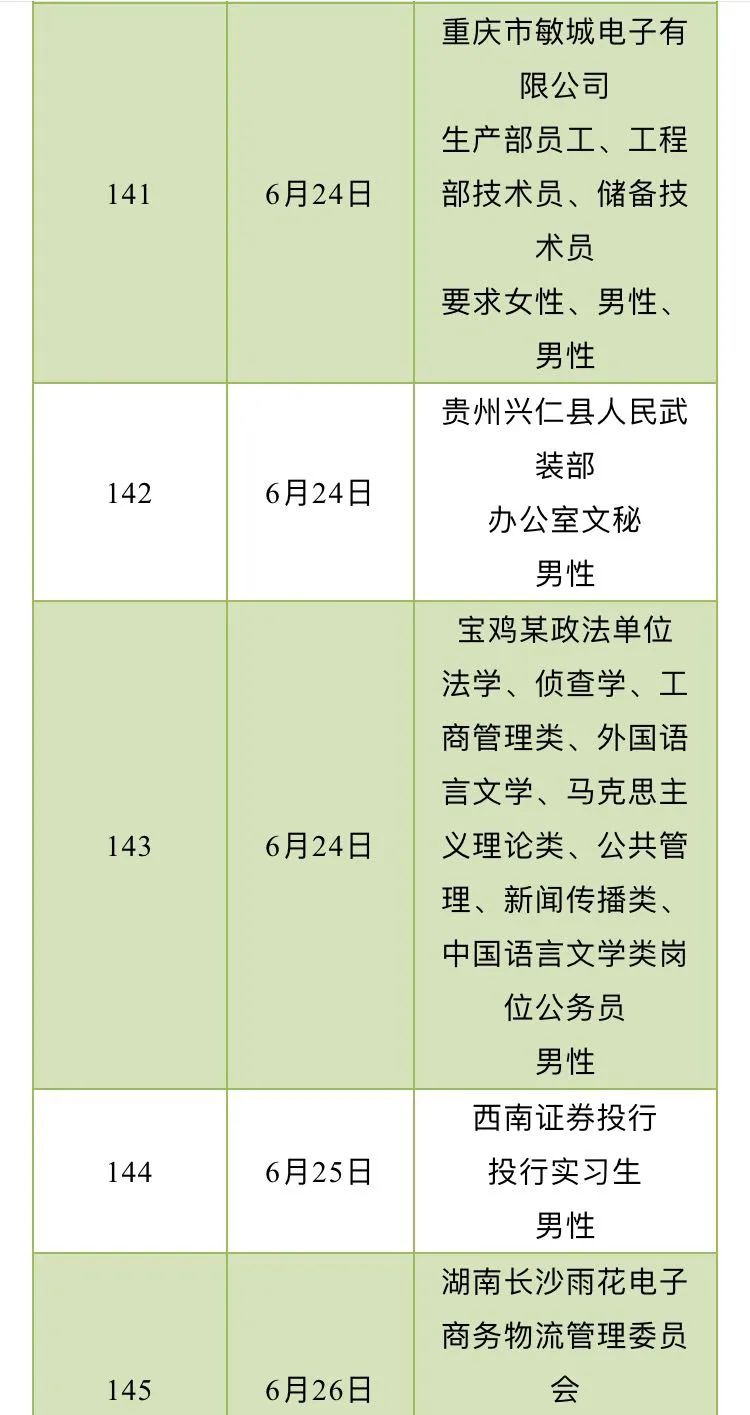 141
6月24日
重庆市敏城电子有
限公司
生产部员工、工程
部技术员、储备技
术员
要求女性、男性、
男性
142
6月24日
贵州兴仁县人民武
装部
办公室文秘
男性
143
6月24日
宝鸡某政法单位
法学、侦查学、工
商管理类、外国语
言文学、马克思主
义理论类、公共管
理、新闻传播类、
中国语言文学类岗
位公务员
男性
144
6月25日
西南证券投行
投行实习生
男性
145
6月26日
湖南长沙雨花电子
商务物流管理委员
会